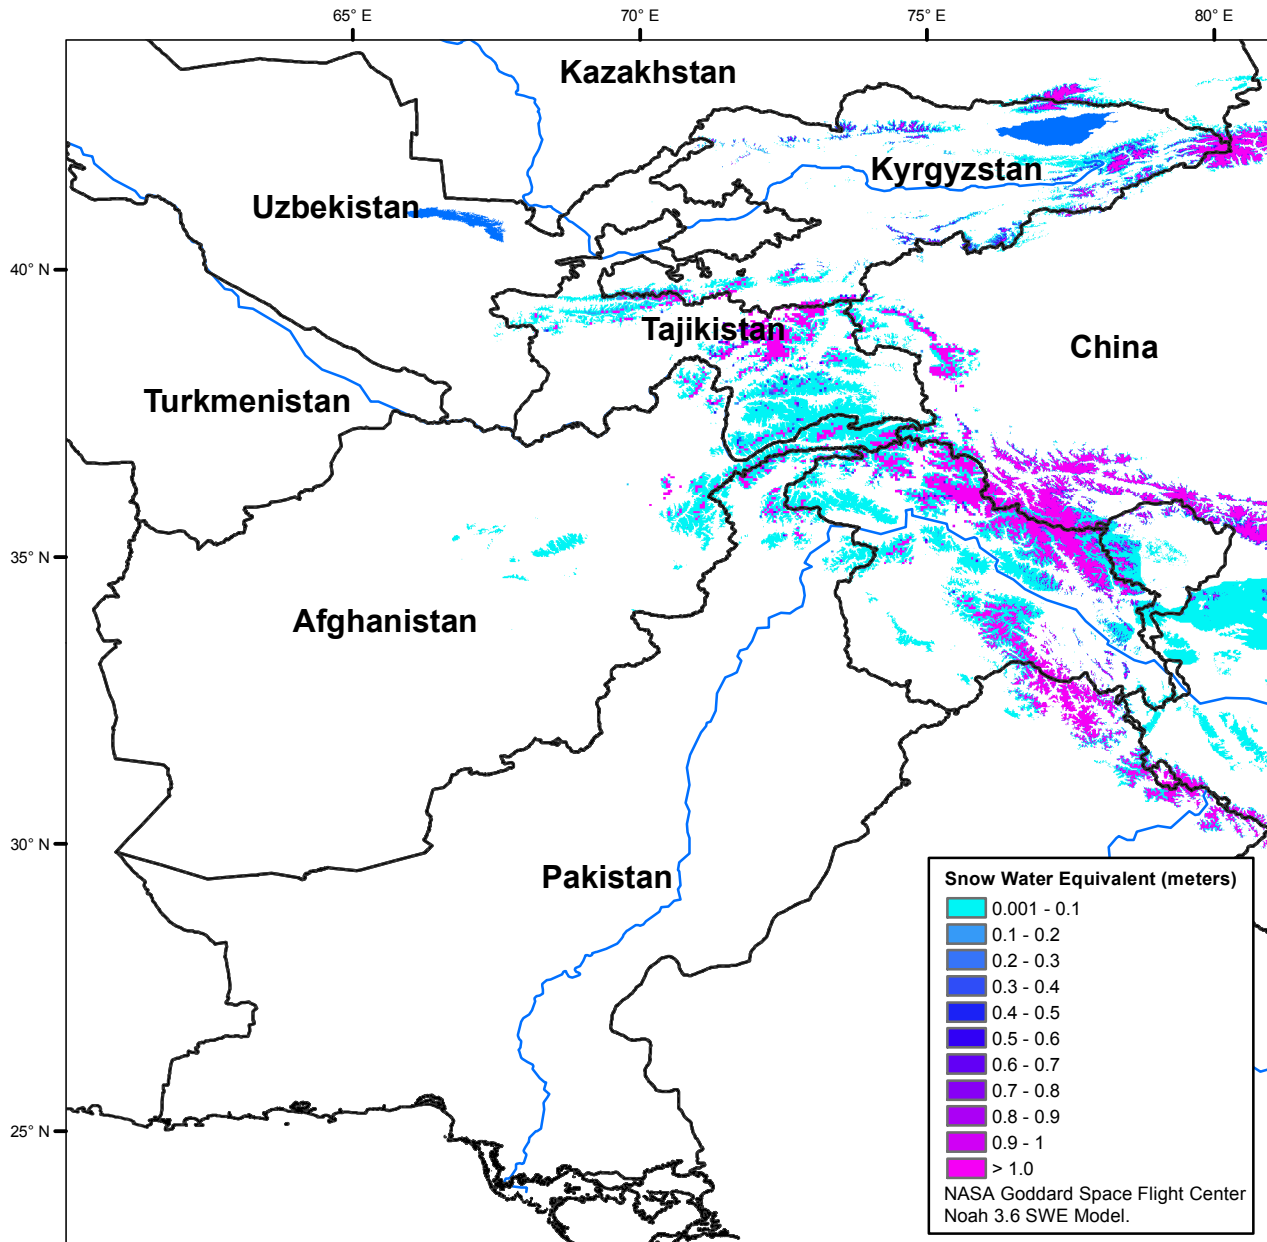 65° E
70° E
75° E
80° E
Kazakhstan
Kyrgyzstan
Uzbekistan
40° N
Tajikistan
China
Turkmenistan
35° N
Afghanistan
30° N
Pakistan
25° N
Snow Water Equivalent (meters)
0.001 - 0.1
0.1 - 0.2
0.2 - 0.3
0.3 - 0.4
0.4 - 0.5
0.5 - 0.6
0.6 - 0.7
0.7 - 0.8
0.8 - 0.9
0.9 - 1
> 1.0
NASA Goddard Space Flight Center
Noah 3.6 SWE Model.